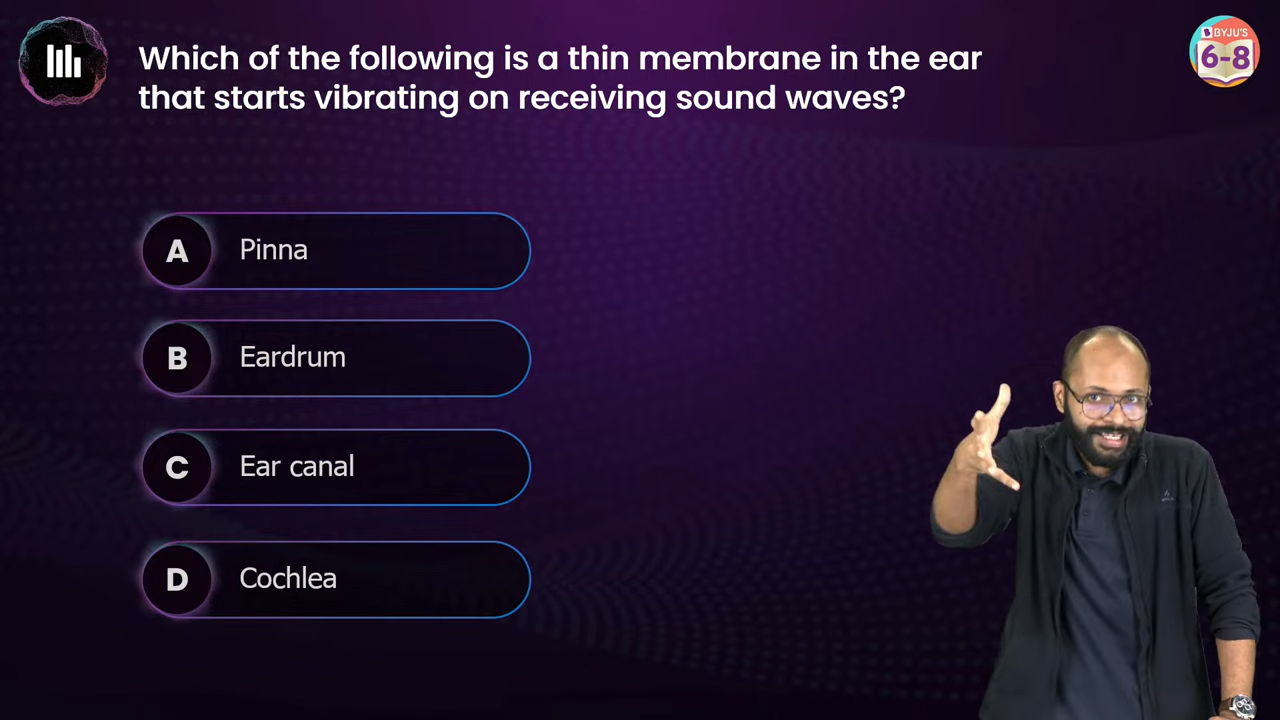 Which of the following is a thin membrane in the ear
that starts vibrating on receiving sound waves?
BYJU'S
6-8
A Pinna
B Eardrum
C Ear canal
D Cochlea